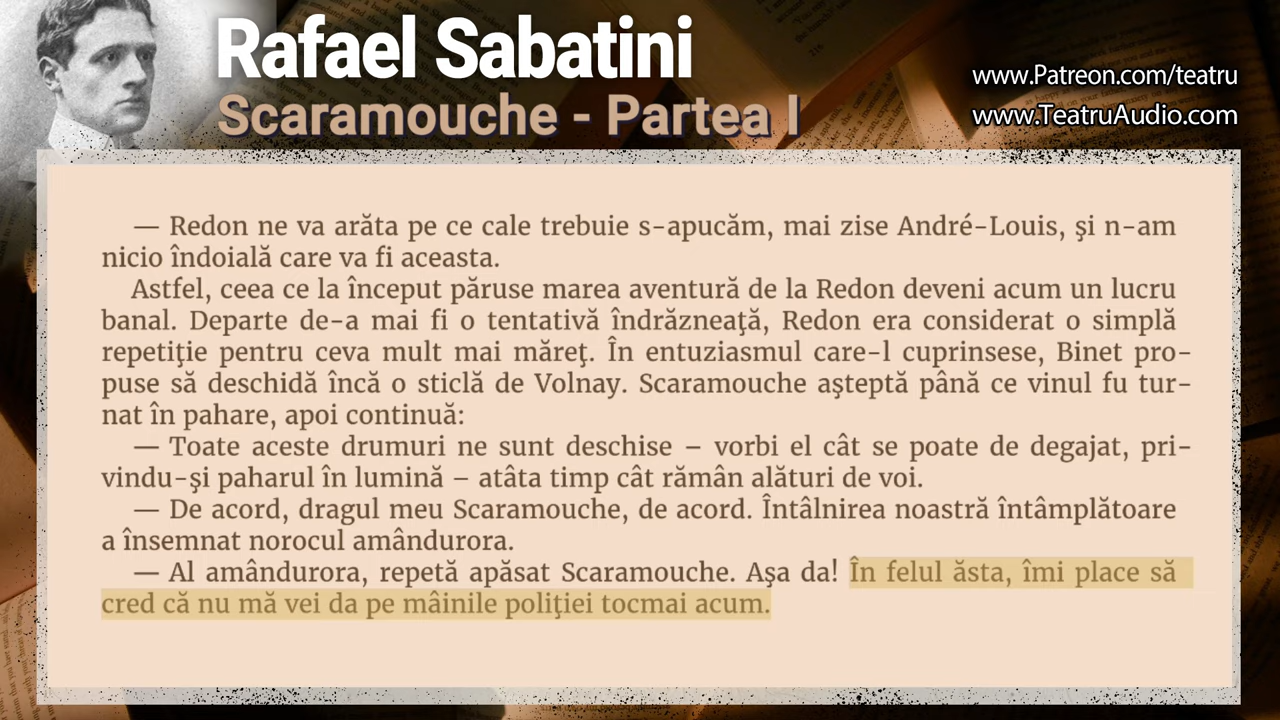 Rafael Sabatini
Scaramouche - Partea I
www.Patreon.com/teatru
www.TeatruAudio.com
— Redon ne va arăta pe ce cale trebuie s-apucăm, mai zise André-Louis, şi n-am
nicio îndoială care va fi aceasta.
Astfel, ceea ce la început păruse marea aventură de la Redon deveni acum un lucru
banal. Departe de-a mai fi o tentativă îndrăzneaţă, Redon era considerat o simplă
repetiţie pentru ceva mult mai măreţ. În entuziasmul care-l cuprinsese, Binet pro-
puse să deschidă încă o sticlă de Volnay. Scaramouche aşteptă până ce vinul fu tur-
nat în pahare, apoi continuă:
— Toate aceste drumuri ne sunt deschise – vorbi el cât se poate de degajat, pri-
vindu-şi paharul în lumină – atâta timp cât rămân alături de voi.
— De acord, dragul meu Scaramouche, de acord. Întâlnirea noastră întâmplătoare
a însemnat norocul amândurora.
— Al amândurora, repetă apăsat Scaramouche. Aşa da! În felul ăsta, îmi place să
cred că nu mă vei da pe mâinile poliţiei tocmai acum.